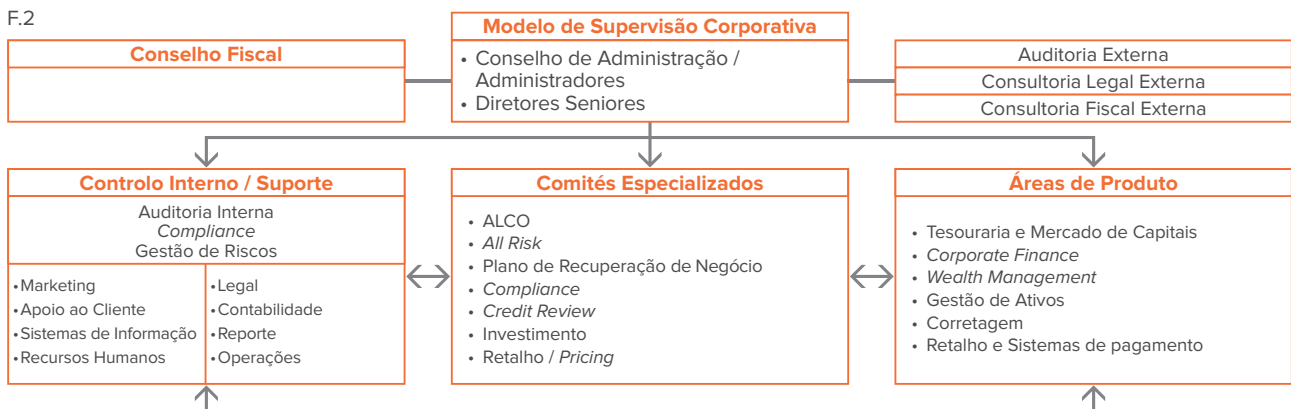 F.2
Conselho Fiscal
Modelo de Supervisão Corporativa
• Conselho de Administração /
Administradores
• Diretores Seniores
Auditoria Externa
Consultoria Legal Externa
Consultoria Fiscal Externa
Controlo Interno / Suporte
Auditoria Interna
Compliance
Gestão de Riscos
•Marketing
•Apoio ao Cliente
•Sistemas de Informação
•Recursos Humanos
•Legal
•Contabilidade
•Reporte
•Operações
Comités Especializados
• ALCO
• All Risk
• Plano de Recuperação de Negócio
• Compliance
• Credit Review
• Investimento
• Retalho / Pricing
Áreas de Produto
• Tesouraria e Mercado de Capitais
• Corporate Finance
• Wealth Management
• Gestão de Ativos
• Corretagem
• Retalho e Sistemas de pagamento